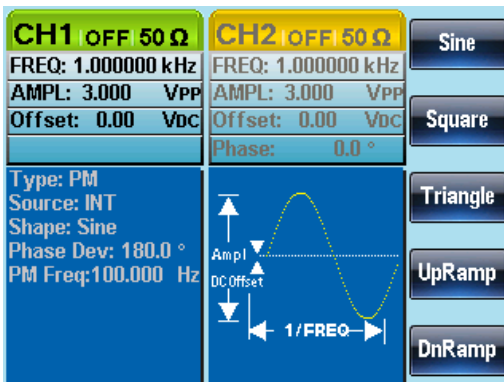 CH1 OFF 50 Ω
FREQ: 1.000000 kHz
AMPL: 3.000 VPP
Offset: 0.00 VDC
Type: PM
Source: INT
Shape: Sine
Phase Dev: 180.0 °
PM Freq:100.000 Hz
CH2 OFF 50 Ω
FREQ: 1.000000 kHz
AMPL: 3.000 VPP
Offset: 0.00 VDC
Phase: 0.0 °
Ampl
DC Offset
1/FREQ
Sine
Square
Triangle
UpRamp
DnRamp